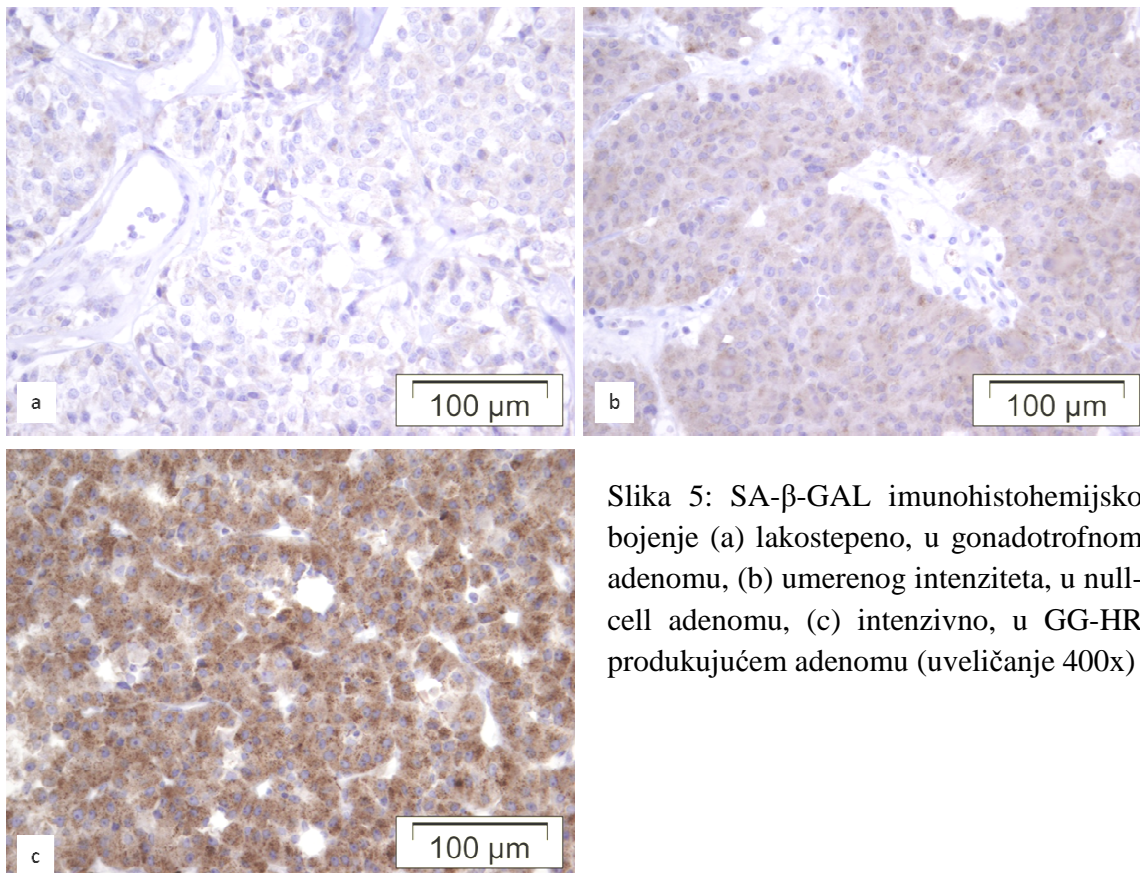 a
100 µm
b
100 µm
c
100 µm
Slika 5: SA-β-GAL imunohistohemijsko
bojenje (a) lakostepeno, u gonadotrofnom
adenomu, (b) umerenog intenziteta, u null-
cell adenomu, (c) intenzivno, u GG-HR
produkujućem adenomu (uveličanje 400x)